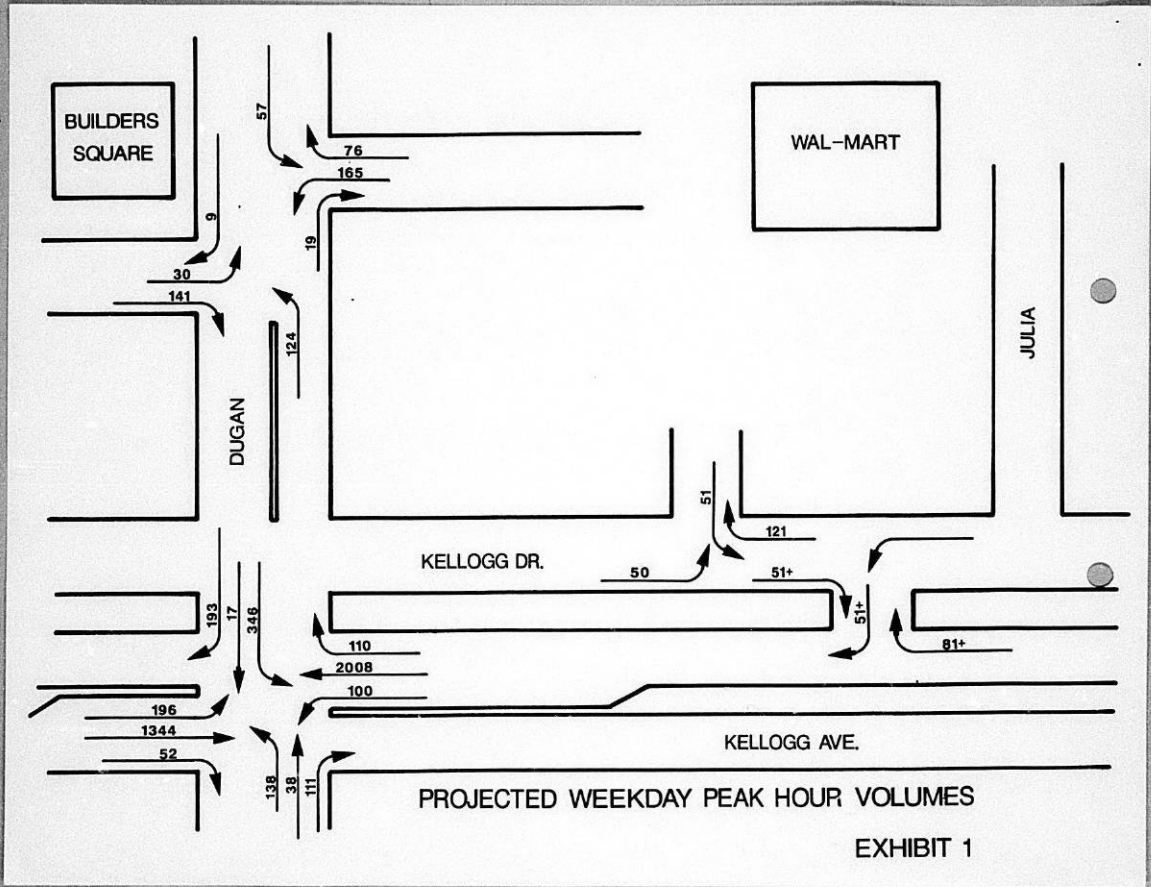 BUILDERS
SQUARE
57
76
165
WAL-MART
9
19
30
141
124
JULIA
DUGAN
51
121
KELLOGG DR.
50
51+
193
17
346
51+
110
81+
2008
100
196
1344
KELLOGG AVE.
52
138
38
111
PROJECTED WEEKDAY PEAK HOUR VOLUMES
EXHIBIT 1